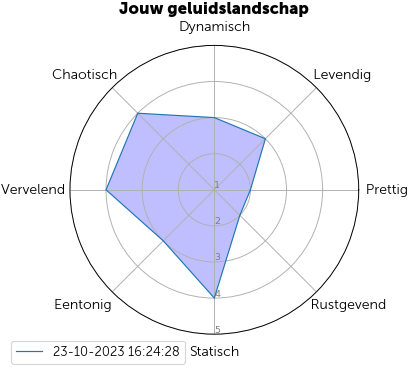 Jouw geluidslandschap
Dynamisch
Chaotisch
Levendig
Vervelend
1
Prettig
2
3
4
Eentonig
Rustgevend
5
23-10-2023 16:24:28
Statisch